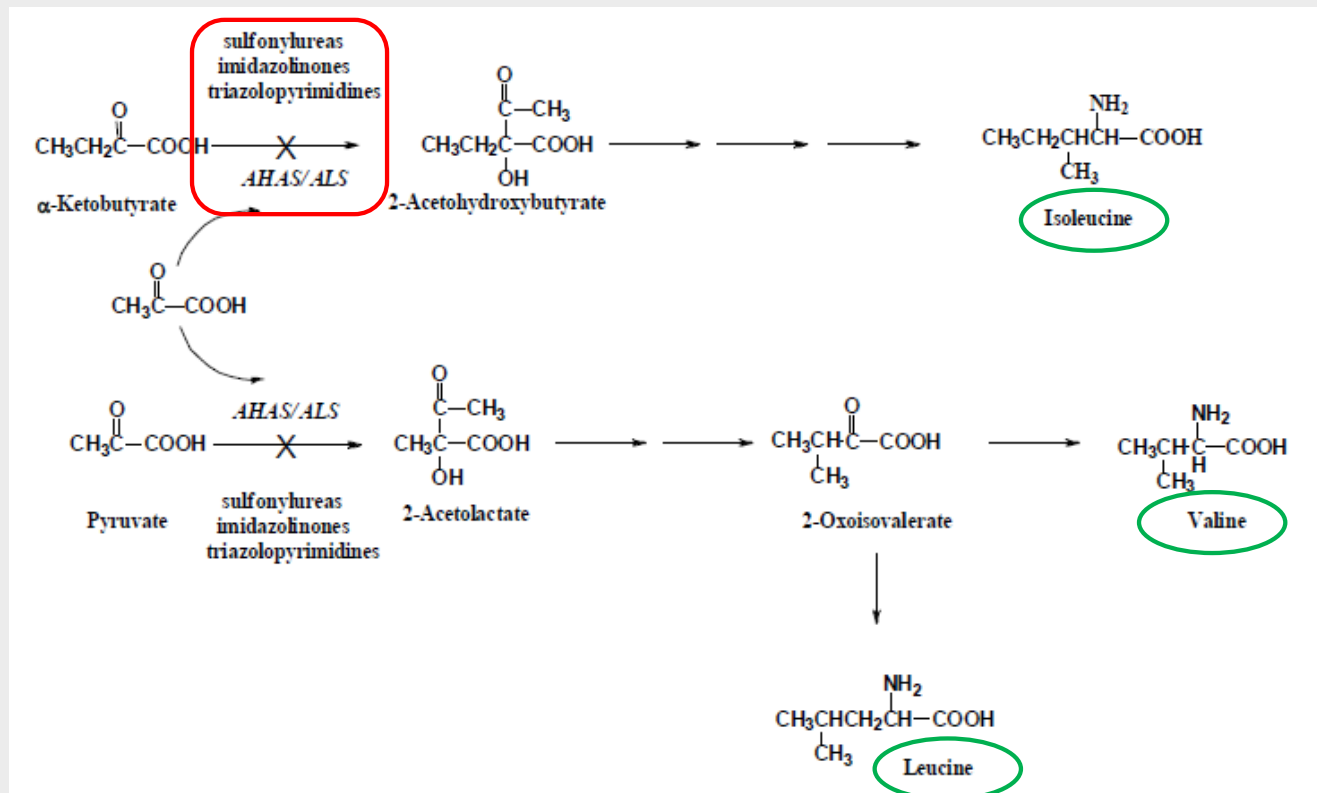 sulfonylureas
imidazolinones
triazolopyrimidines
O
CH3CH2C–COOH
AHAS/ALS
α-Ketobutyrate
O
C–CH3
CH3CH2C–COOH
OH
2-Acetohydroxybutyrate
NH2
CH3CH2CHCH–COOH
CH3
Isoleucine
O
CH3C–COOH
O
CH3C–COOH
Pyruvate
AHAS/ALS
sulfonylureas
imidazolinones
triazolopyrimidines
O
C–CH3
CH3C–COOH
OH
2-Acetolactate
O
CH3CHC–COOH
CH3
2-Oxoisovalerate
NH2
CH3CHC–COOH
H
CH3
Valine
NH2
CH3CHCH2CH–COOH
CH3
Leucine